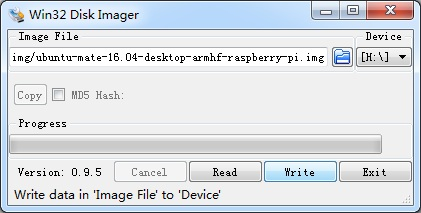 Win32 Disk Imager
Image File
Device
img/ubuntu-mate-16.04-desktop-armhf-raspberry-pi.img
[H:\]
Copy
MD5 Hash:
Progress
Version: 0.9.5
Cancel
Read
Write
Exit
Write data in 'Image File' to 'Device'